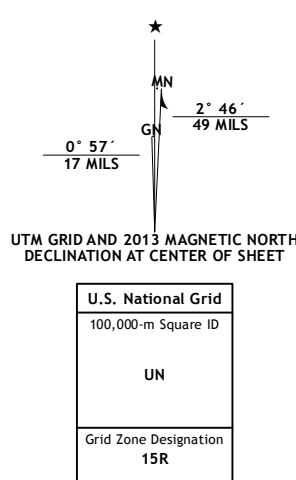 ★
MN
2° 46´
49 MILS
GN
0° 57´
17 MILS
UTM GRID AND 2013 MAGNETIC NORTH
DECLINATION AT CENTER OF SHEET
U.S. National Grid
100,000-m Square ID
UN
Grid Zone Designation
15R